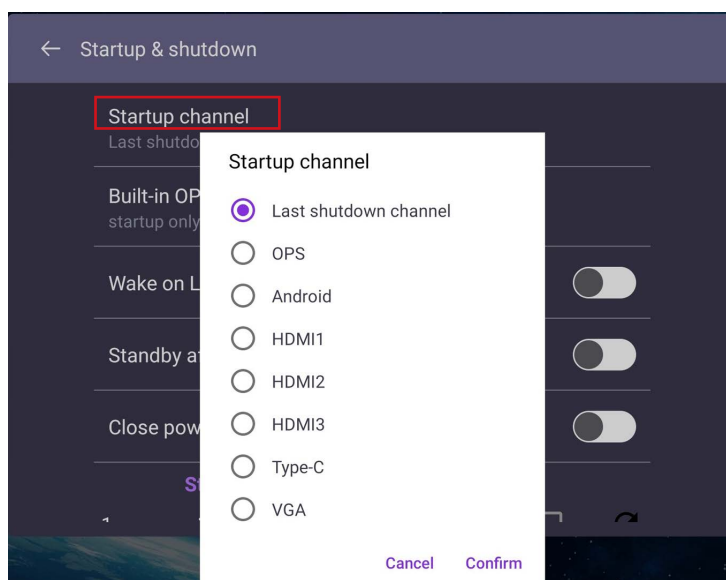 Startup & shutdown
Startup channel
Last shutdo
Startup channel
Last shutdown channel
OPS
Android
HDMI1
HDMI2
HDMI3
Type-C
VGA
Cancel Confirm
Built-in OP
startup only
Wake on L
Standby a
Close pow
S